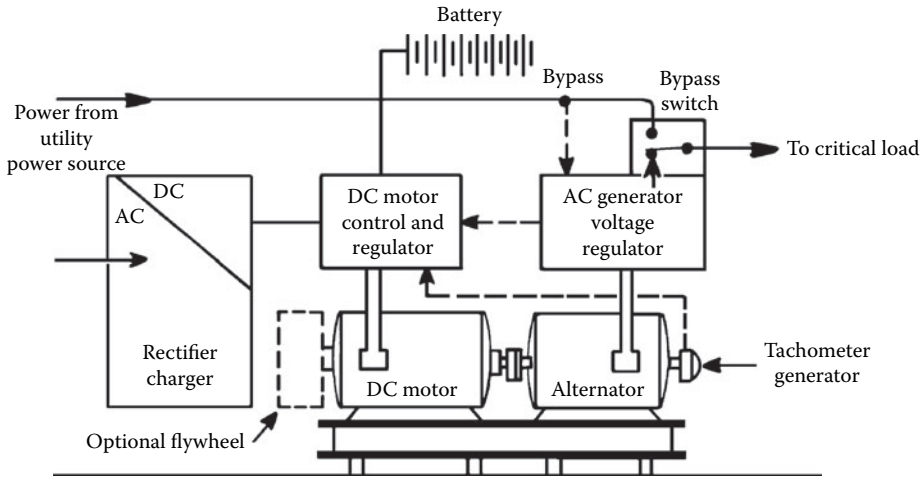 Battery
Bypass
Bypass
switch
Power from
utility
power source
To critical load
DC
AC
DC motor
control and
regulator
AC generator
voltage
regulator
Rectifier
charger
DC motor
Alternator
Tachometer
generator
Optional flywheel